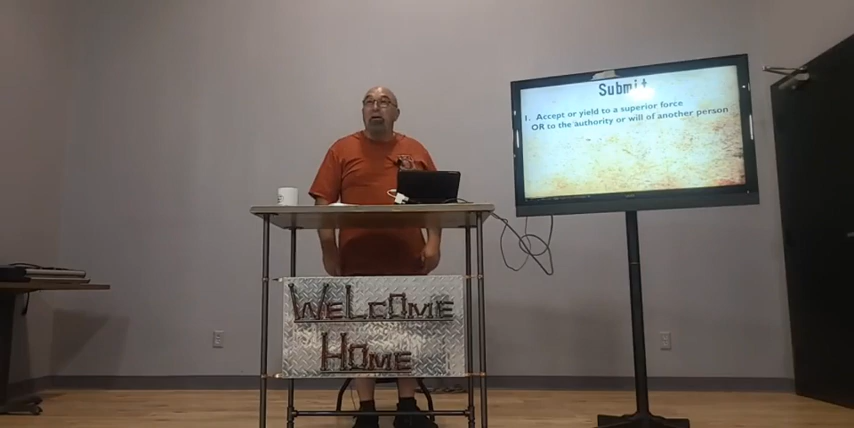 Submit
1. Accept or yield to a superior force
OR to the authority or will of another person
WeLcOme
HOme